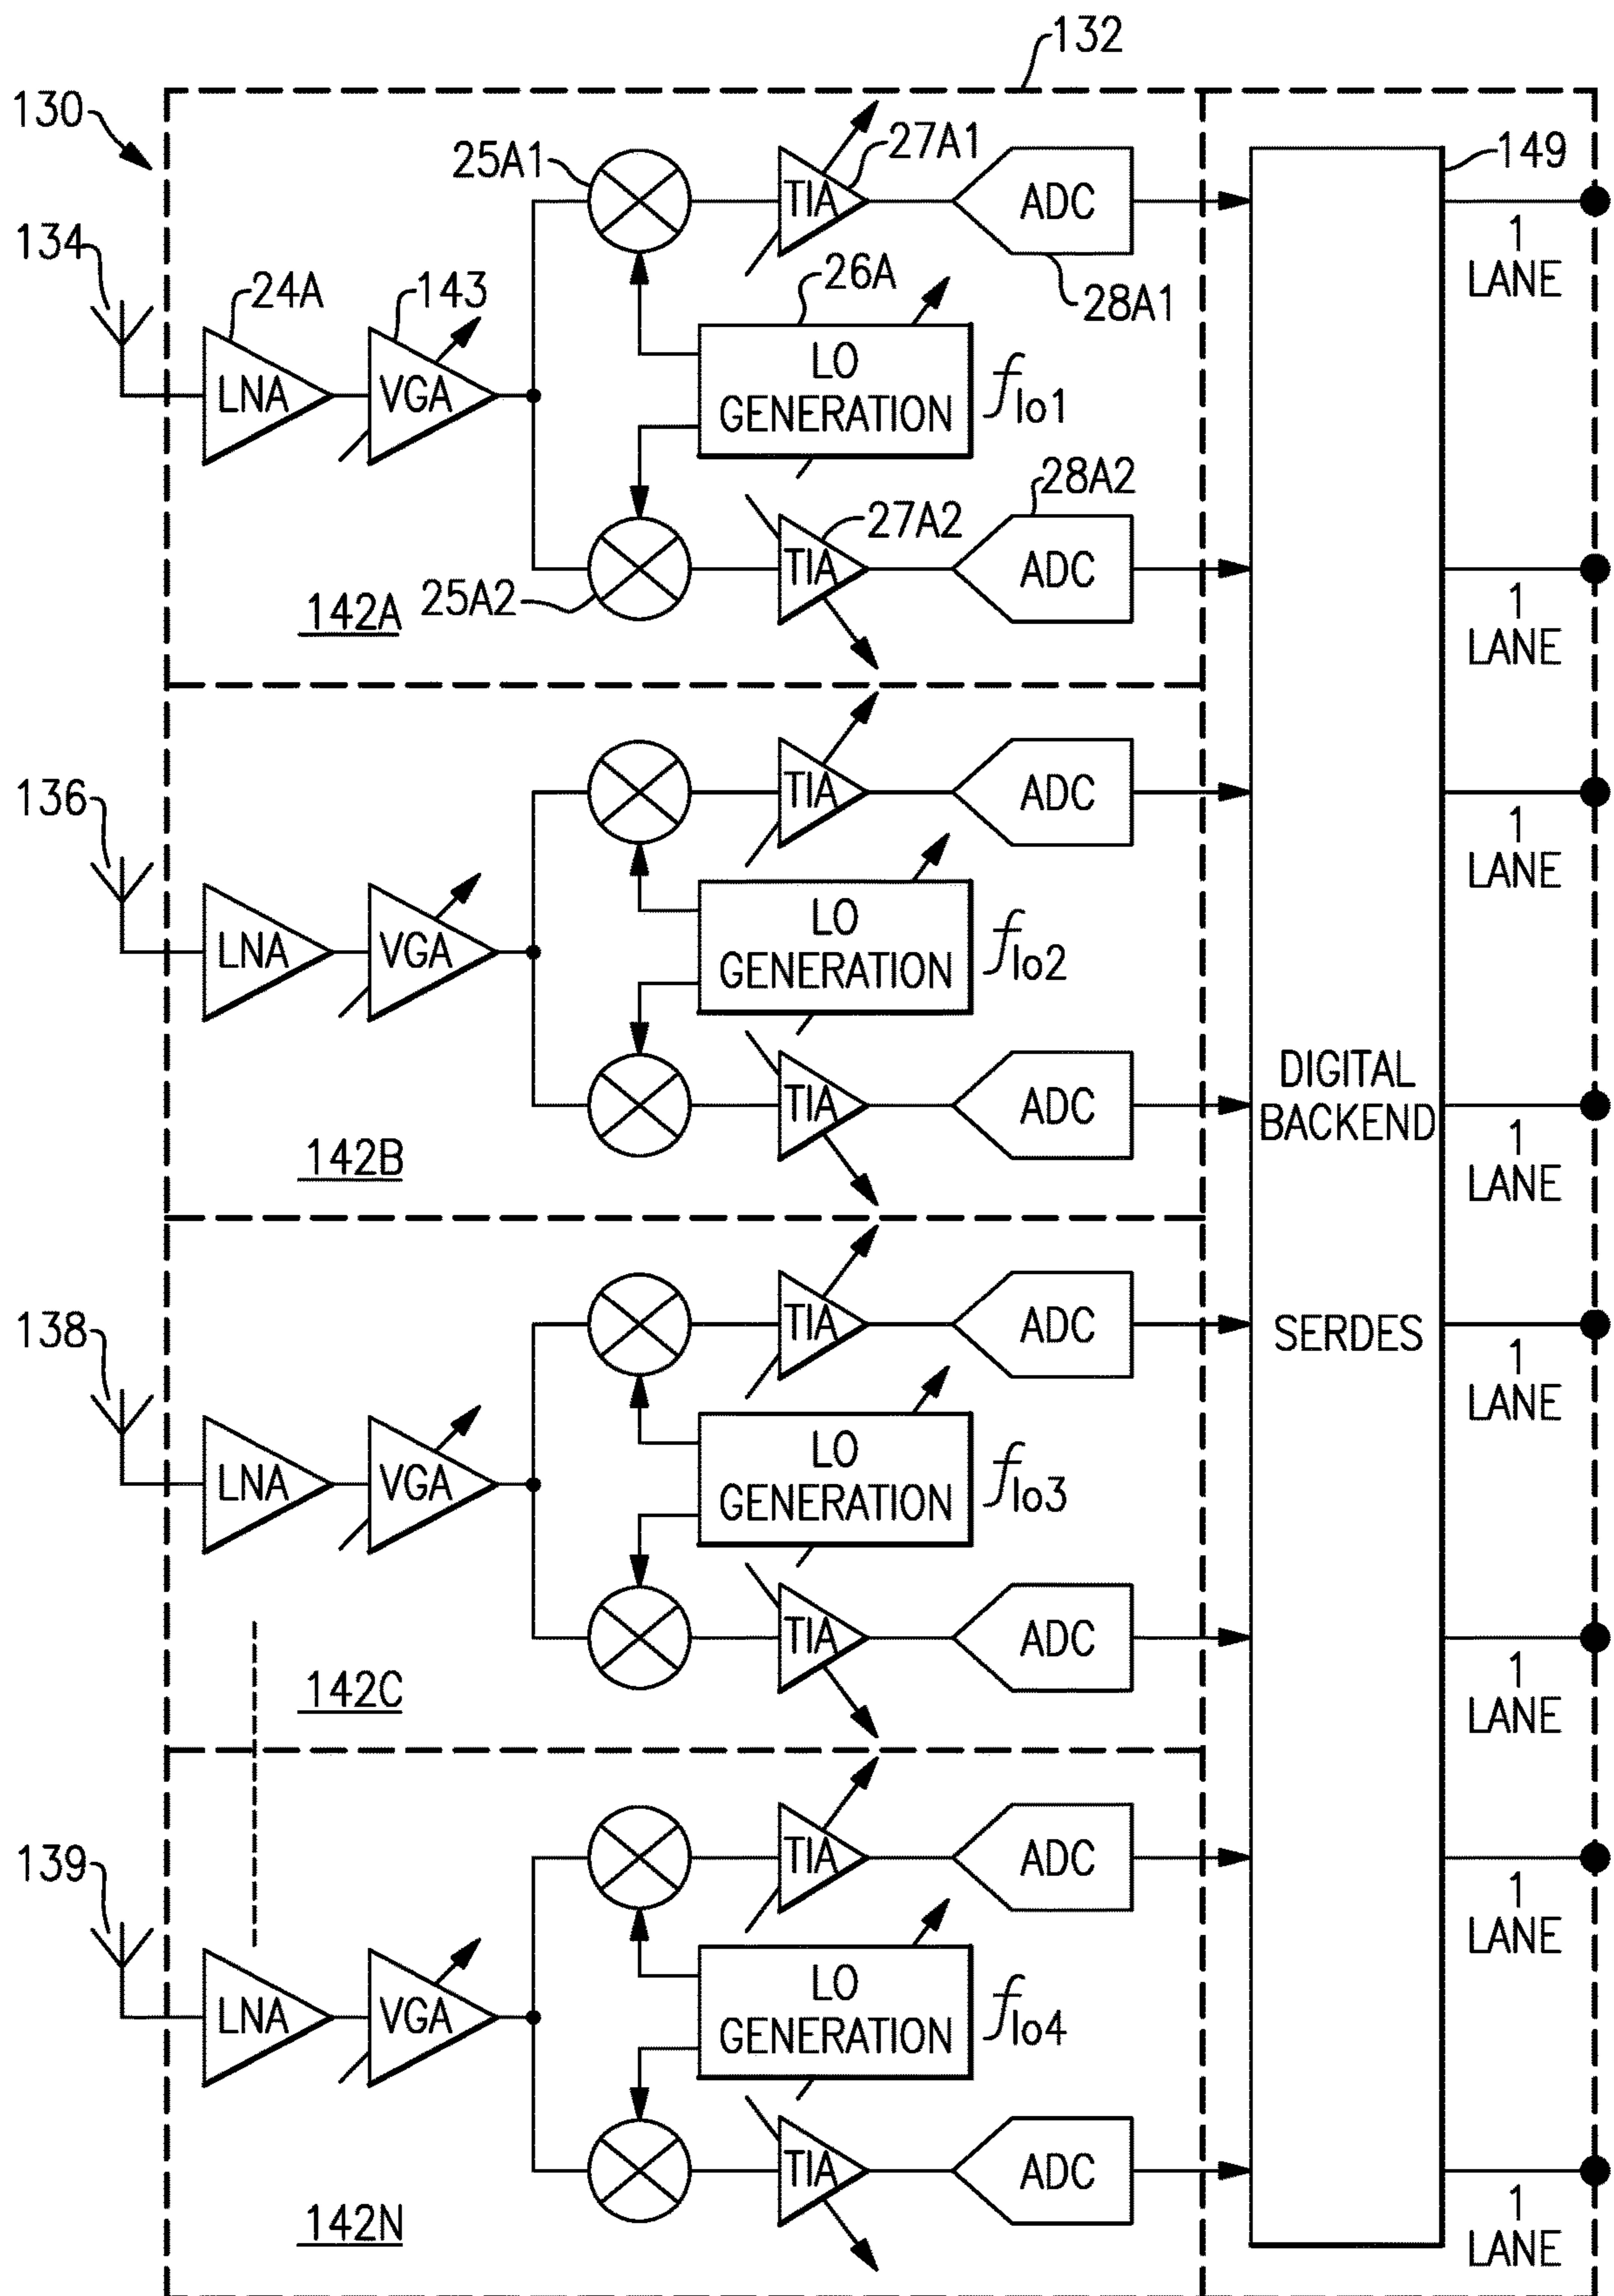 132
130
25A1
27A1
149
TIA
ADC
134
24A
143
26A
28A1
1
LANE
LNA
VGA
LO
GENERATION
flo1
28A2
27A2
TIA
ADC
25A2
142A
1
LANE
136
TIA
ADC
1
LANE
LNA
VGA
LO
GENERATION
flo2
DIGITAL
BACKEND
TIA
ADC
142B
1
LANE
138
TIA
ADC
SERDES
1
LANE
LNA
VGA
LO
GENERATION
flo3
TIA
ADC
142C
1
LANE
139
TIA
ADC
1
LANE
LNA
VGA
LO
GENERATION
flo4
TIA
ADC
142N
1
LANE